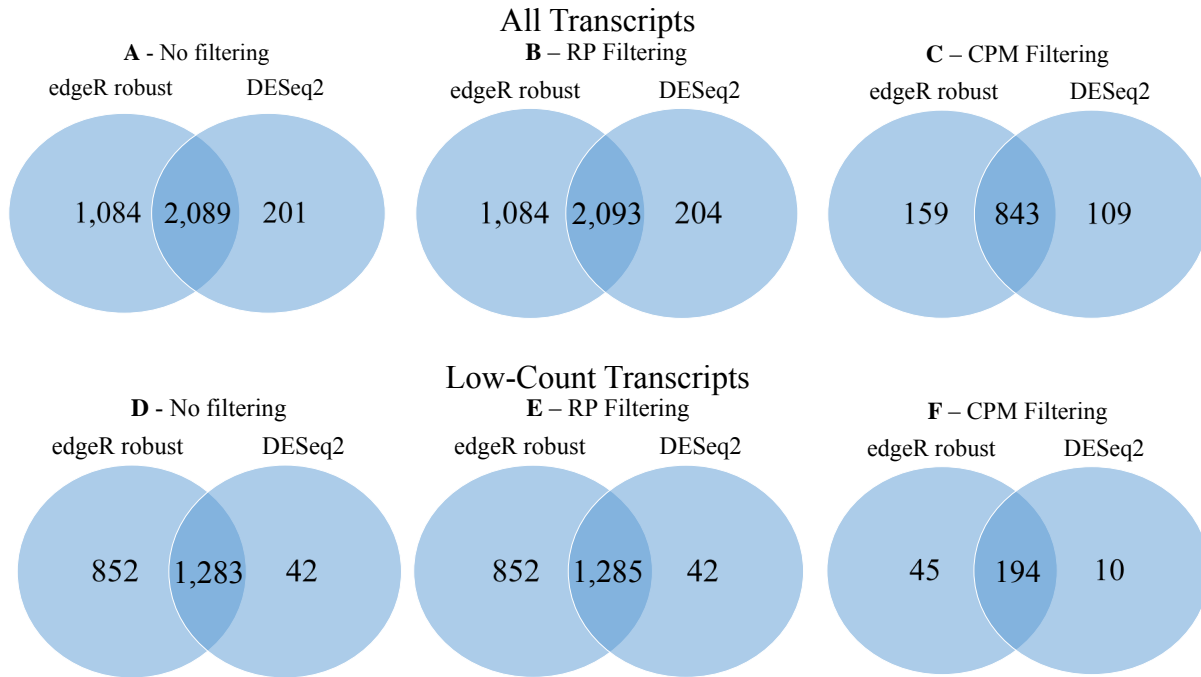 All Transcripts
A - No filtering
B – RP Filtering
C – CPM Filtering
edgeR robust DESeq2
edgeR robust DESeq2
edgeR robust DESeq2
1,084 2,089 201
1,084 2,093 204
159 843 109
Low-Count Transcripts
D - No filtering
E – RP Filtering
F – CPM Filtering
edgeR robust DESeq2
edgeR robust DESeq2
edgeR robust DESeq2
852 1,283 42
852 1,285 42
45 194 10